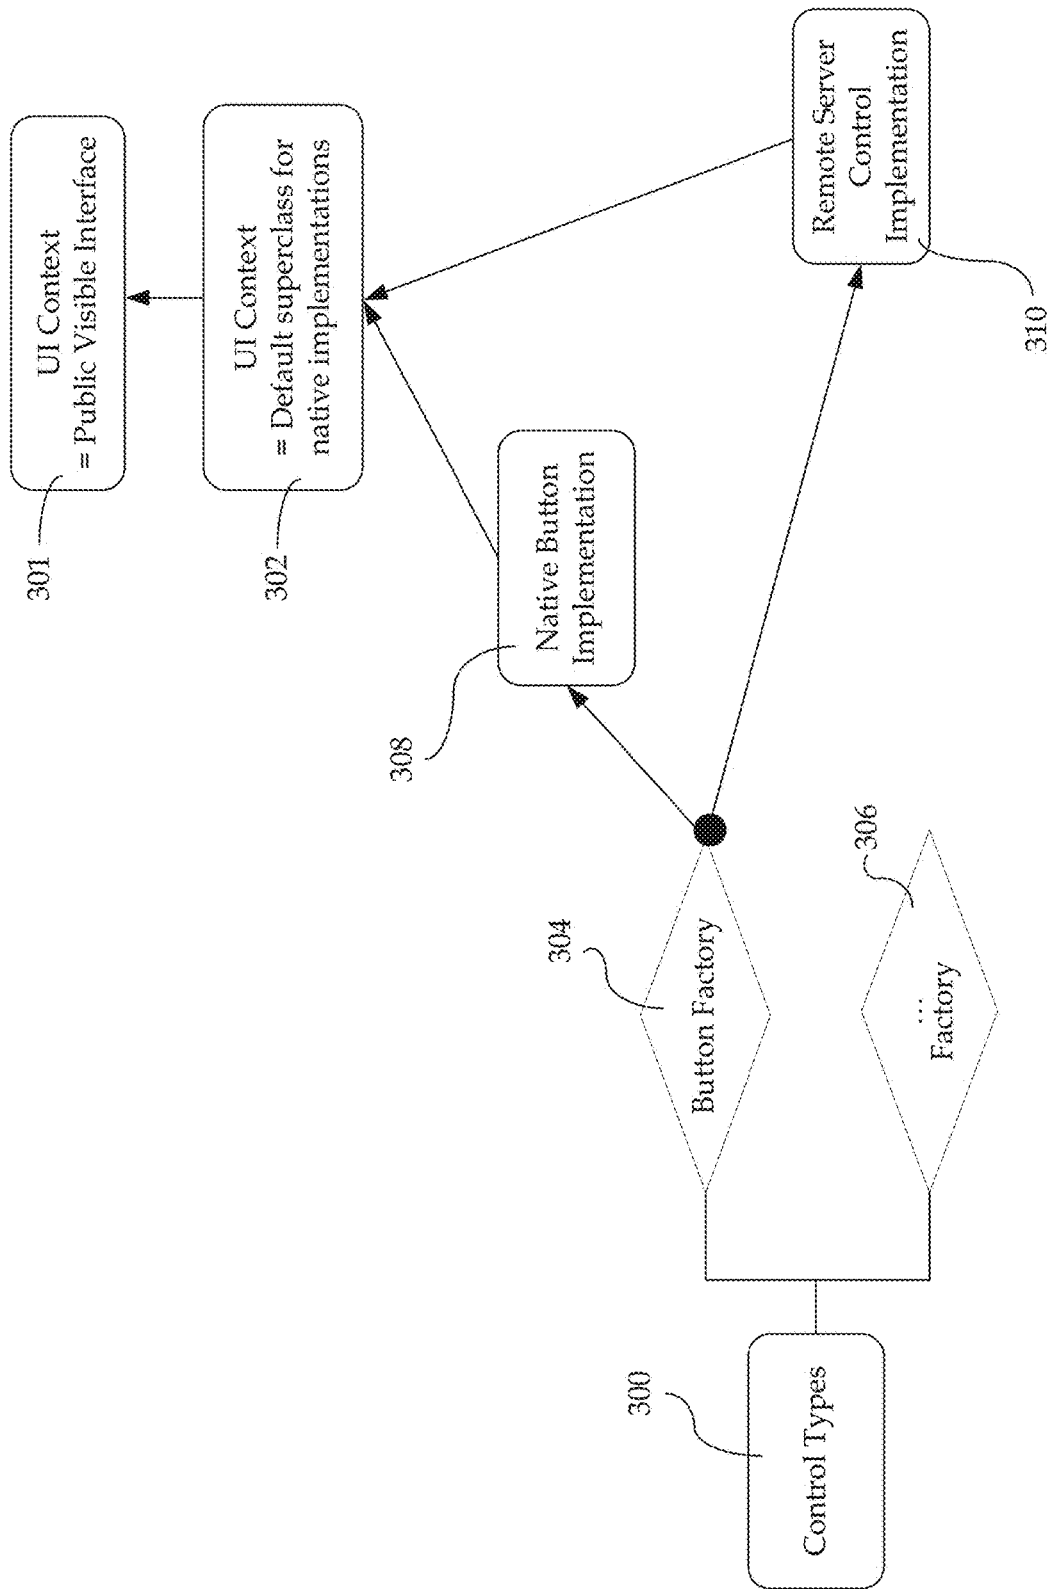 301
UI Context
= Public Visible Interface
302
UI Context
= Default superclass for
native implementations
308
Native Button
Implementation
Remote Server
Control
Implementation
310
304
Button Factory
306
...
Factory
300
Control Types